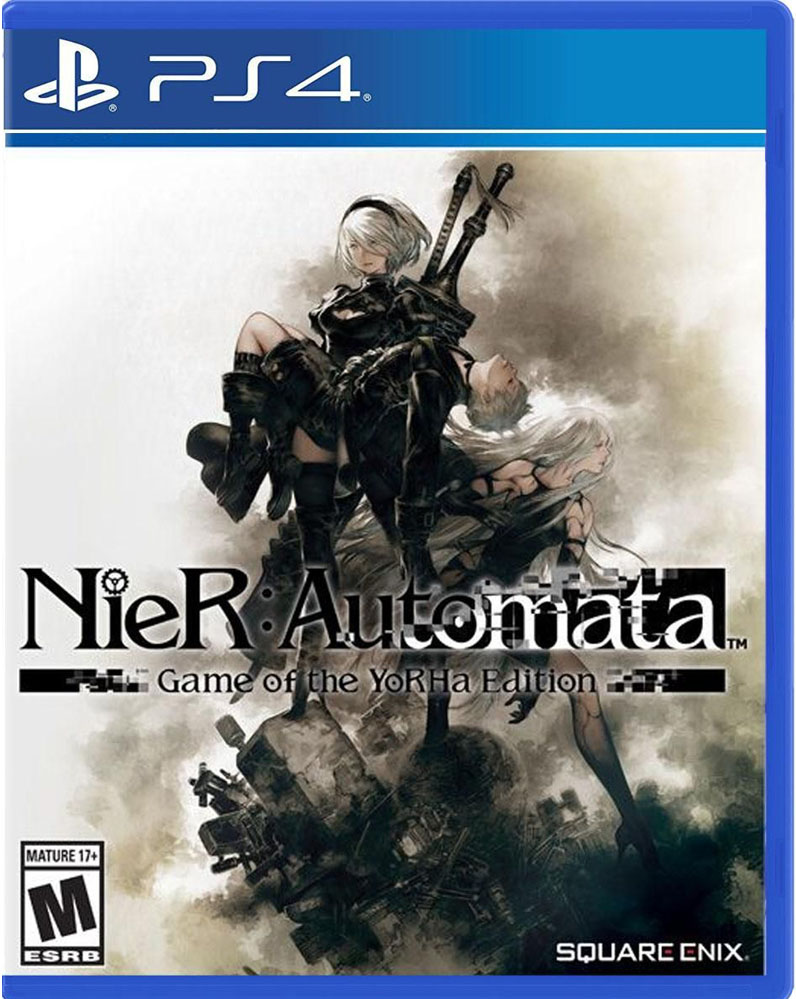 PS4®
NieR:Automata™
Game of the YoRHa Edition
MATURE 17+
M
ESRB
SQUARE ENIX